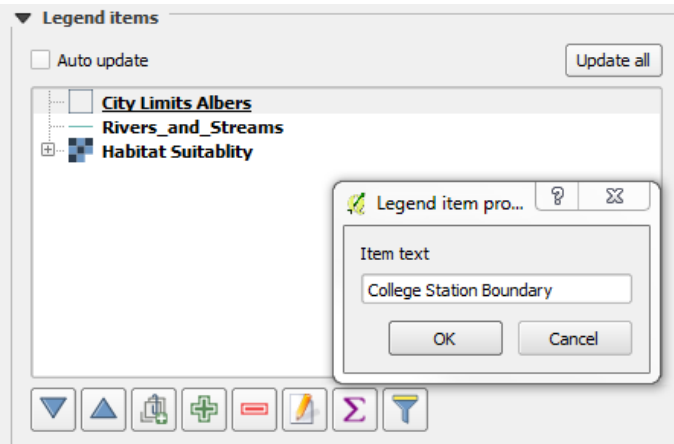 Legend items
Auto update
Update all
City Limits Albers
Rivers_and_Streams
Habitat Suitablity
Legend item pro...
Item text
College Station Boundary
OK
Cancel